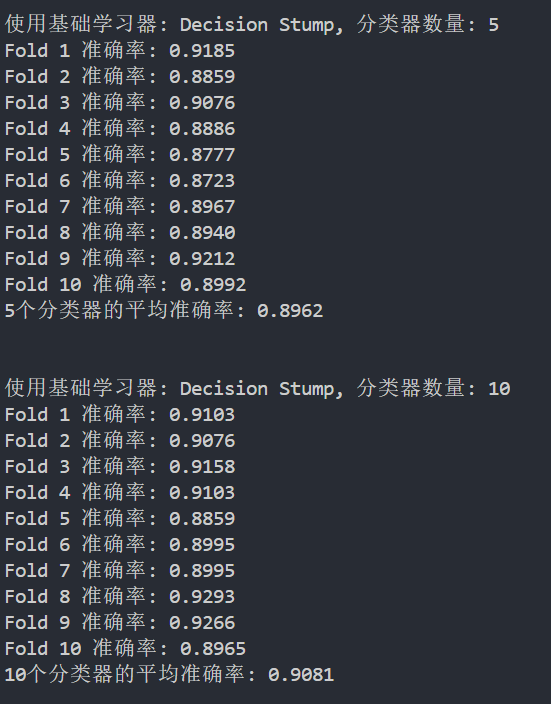 使用基础学习器: Decision Stump, 分类器数量: 5
Fold 1 准确率: 0.9185
Fold 2 准确率: 0.8859
Fold 3 准确率: 0.9076
Fold 4 准确率: 0.8886
Fold 5 准确率: 0.8777
Fold 6 准确率: 0.8723
Fold 7 准确率: 0.8967
Fold 8 准确率: 0.8940
Fold 9 准确率: 0.9212
Fold 10 准确率: 0.8992
5个分类器的平均准确率: 0.8962
使用基础学习器: Decision Stump, 分类器数量: 10
Fold 1 准确率: 0.9103
Fold 2 准确率: 0.9076
Fold 3 准确率: 0.9158
Fold 4 准确率: 0.9103
Fold 5 准确率: 0.8859
Fold 6 准确率: 0.8995
Fold 7 准确率: 0.8995
Fold 8 准确率: 0.9293
Fold 9 准确率: 0.9266
Fold 10 准确率: 0.8965
10个分类器的平均准确率: 0.9081